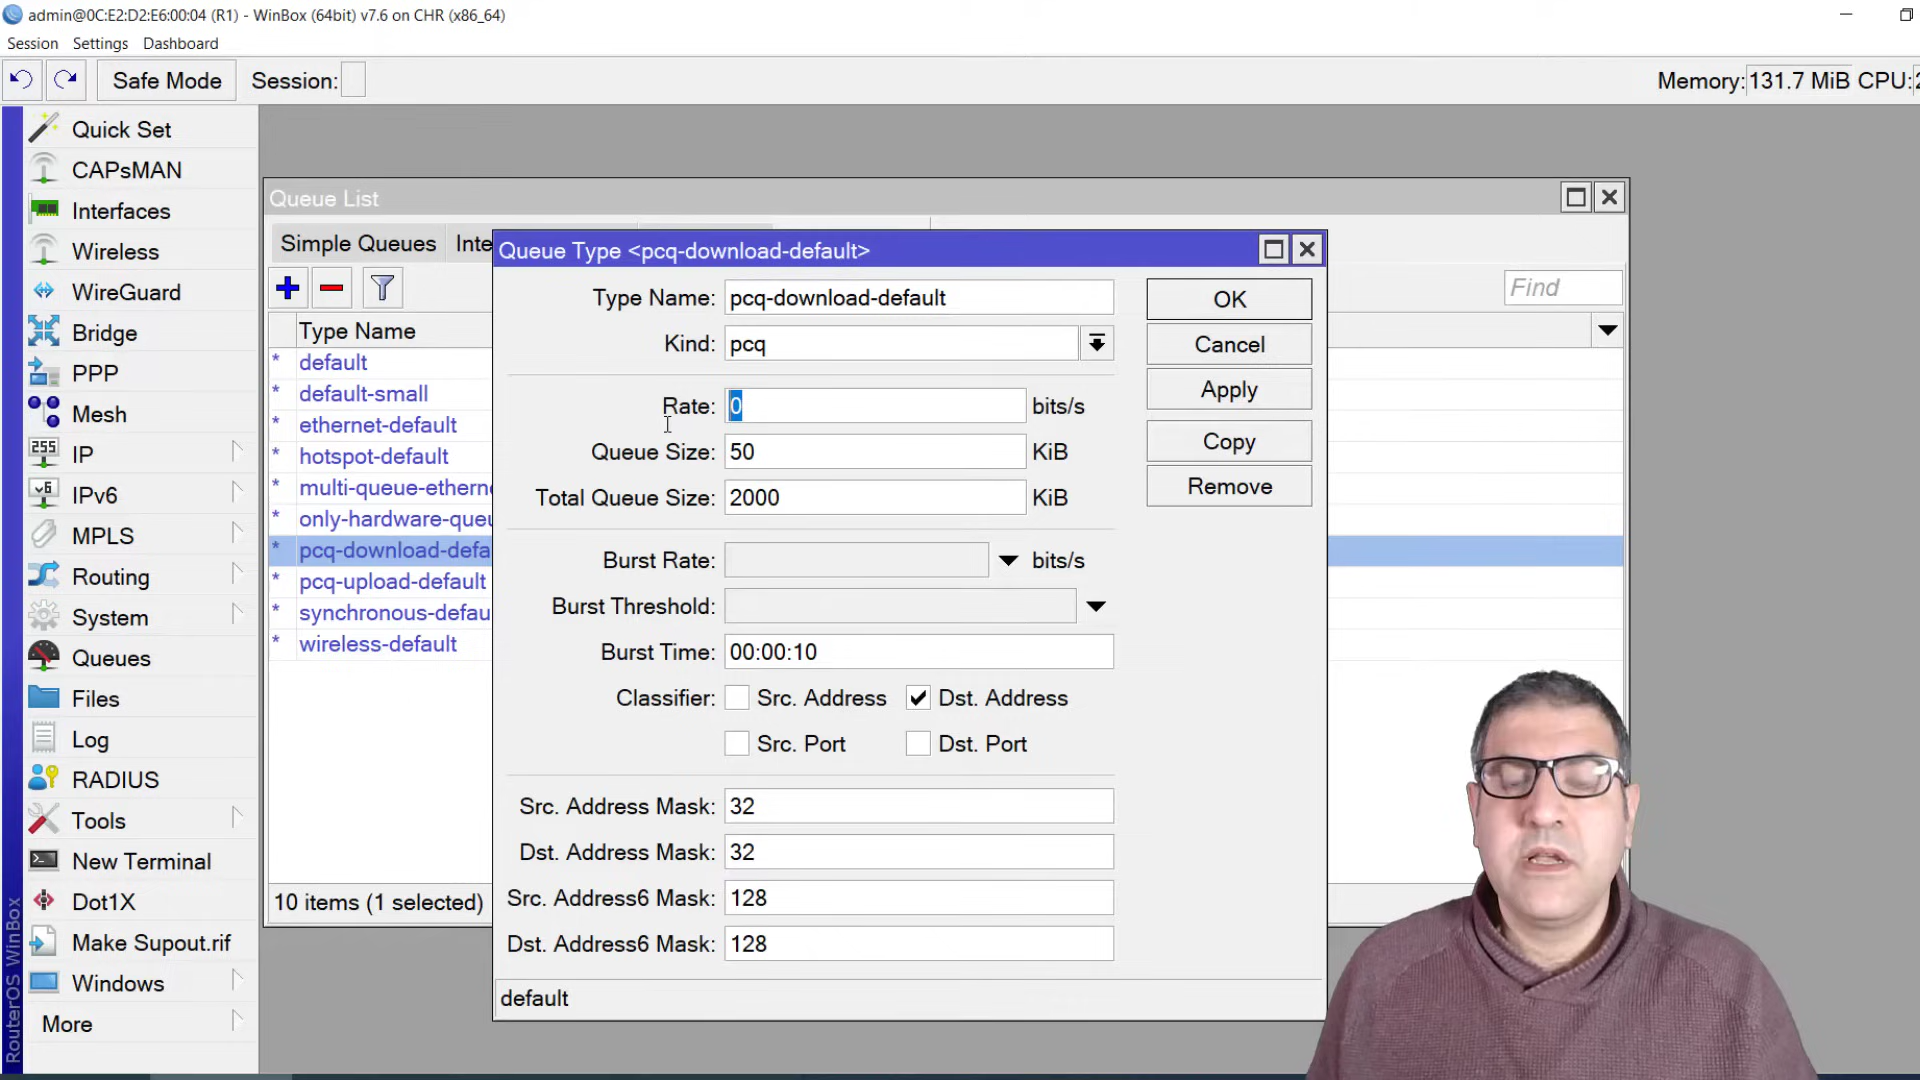 admin@0C:E2:D2:E6:00:04 (R1) - WinBox (64bit) v7.6 on CHR (x86_64)
Session Settings Dashboard
Safe Mode Session: Memory: 131.7 MiB CPU:
Quick Set
CAPsMAN
Interfaces
Wireless
WireGuard
Bridge
PPP
Mesh
255 IP
v6 IPv6
MPLS
Routing
System
Queues
Files
Log
RADIUS
Tools
New Terminal
Dot1X
Make Supout.rif
Windows
More
RouterOS WinBox
Queue List
Simple Queues Inte
Find
Type Name
* default
* default-small
* ethernet-default
* hotspot-default
* multi-queue-etherne
* only-hardware-queu
* pcq-download-defa
* pcq-upload-default
* synchronous-defau
* wireless-default
10 items (1 selected)
Queue Type <pcq-download-default>
Type Name: pcq-download-default
Kind: pcq
Rate: 0 bits/s
Queue Size: 50 KiB
Total Queue Size: 2000 KiB
Burst Rate: bits/s
Burst Threshold:
Burst Time: 00:00:10
Classifier: Src. Address Dst. Address
Src. Port Dst. Port
Src. Address Mask: 32
Dst. Address Mask: 32
Src. Address6 Mask: 128
Dst. Address6 Mask: 128
default
OK
Cancel
Apply
Copy
Remove